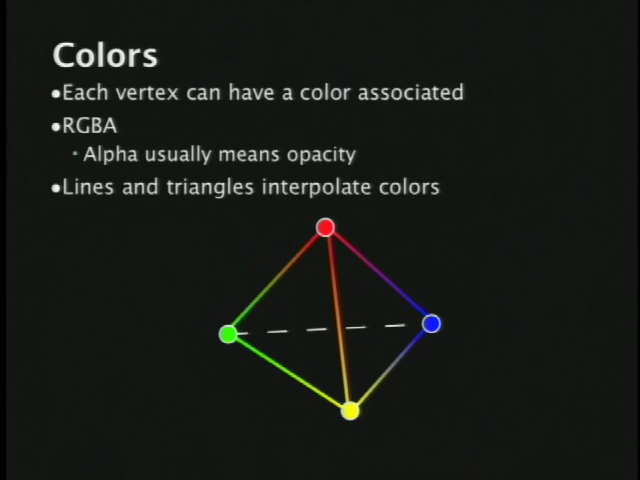 Colors
•Each vertex can have a color associated
•RGBA
· Alpha usually means opacity
•Lines and triangles interpolate colors